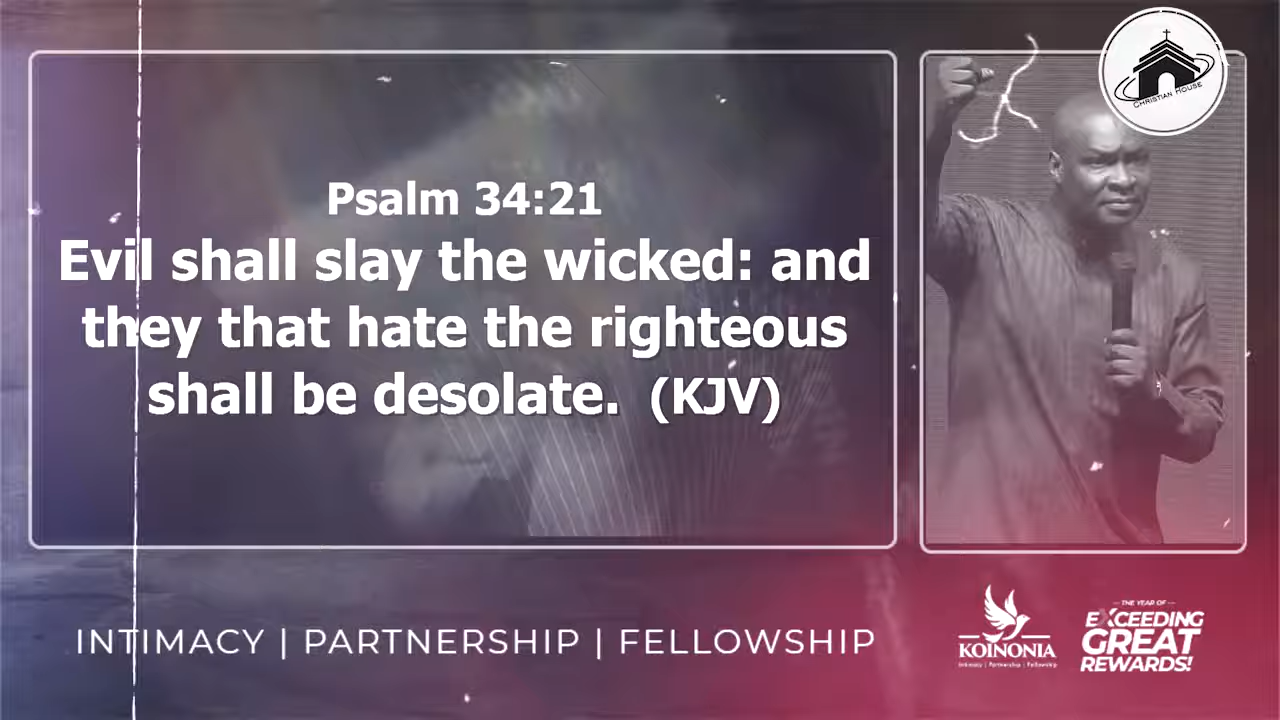 Psalm 34:21
Evil shall slay the wicked: and
they that hate the righteous
shall be desolate. (KJV)
CHRISTIAN HOUSE
INTIMACY | PARTNERSHIP | FELLOWSHIP
KOINONIA
Intimacy | Partnership | Fellowship
THE YEAR OF
EXCEEDING
GREAT
REWARDS!